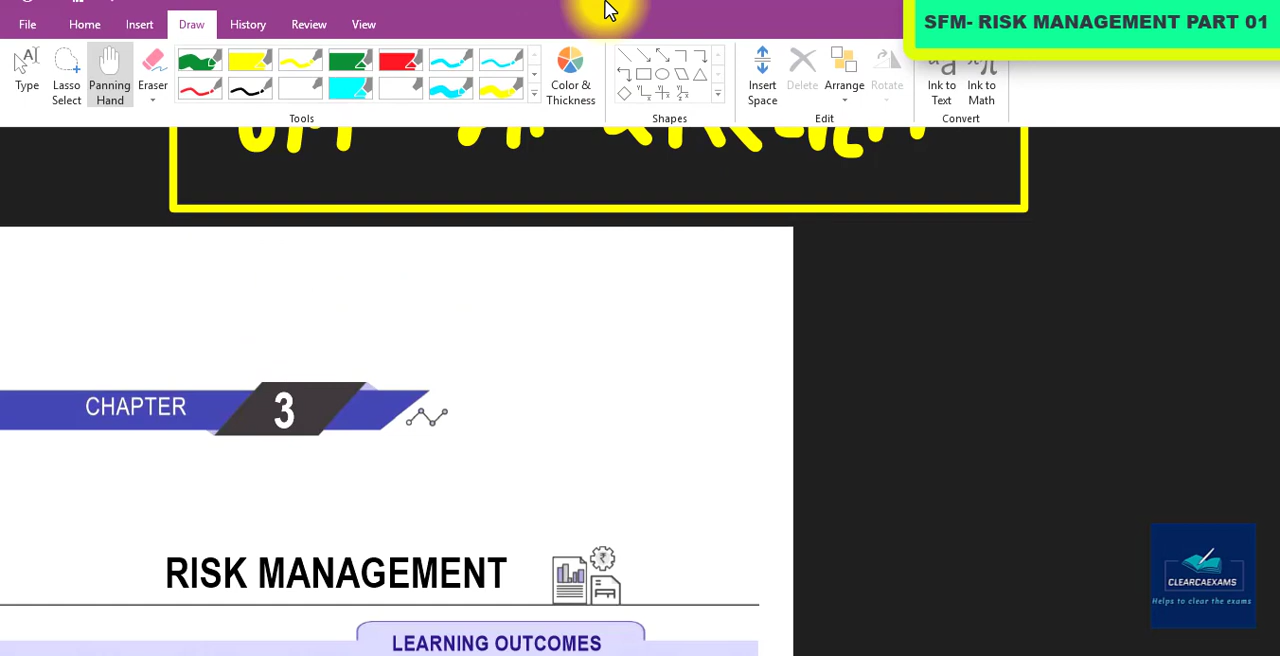 SFM- RISK MANAGEMENT PART 01
File Home Insert Draw History Review View
Type Lasso Select Panning Hand Eraser Color & Thickness Insert Space Delete Arrange Rotate Ink to Text Ink to Math
Tools Shapes Edit Convert
CHAPTER 3
RISK MANAGEMENT
LEARNING OUTCOMES
CLEARCAEXAMS
Helps to clear the exams